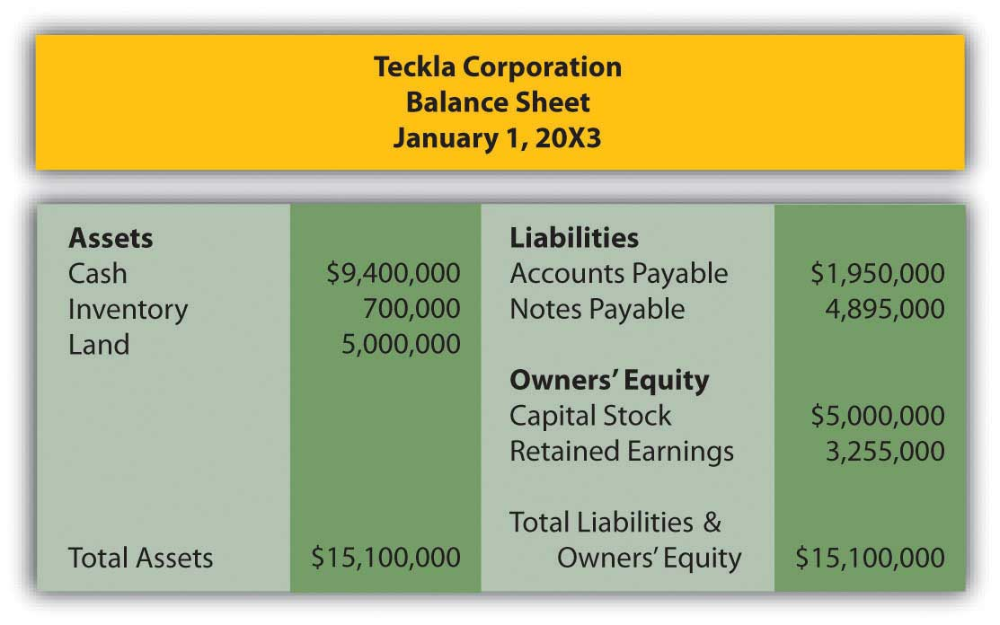 Teckla Corporation
Balance Sheet
January 1, 20X3
Assets
Cash $9,400,000
Inventory 700,000
Land 5,000,000
Total Assets $15,100,000
Liabilities
Accounts Payable $1,950,000
Notes Payable 4,895,000
Owners’ Equity
Capital Stock $5,000,000
Retained Earnings 3,255,000
Total Liabilities &
Owners’ Equity $15,100,000